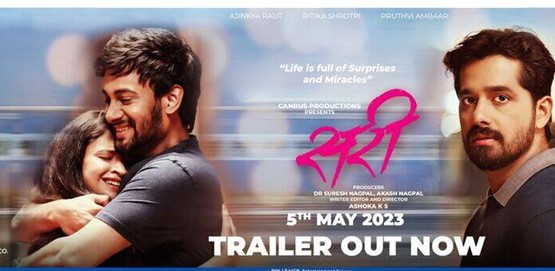 AJINKYA RAUT RITIKA SHROTRI PRUTHVI AMBAAR
"Life is full of Surprises
and Miracles"
CANBUS PRODUCTIONS
PRESENTS
सरी
PRODUCERS
DR SURESH NAGPAL, AKASH NAGPAL
WRITER EDITOR AND DIRECTOR
ASHOKA K S
5TH MAY 2023
TRAILER OUT NOW